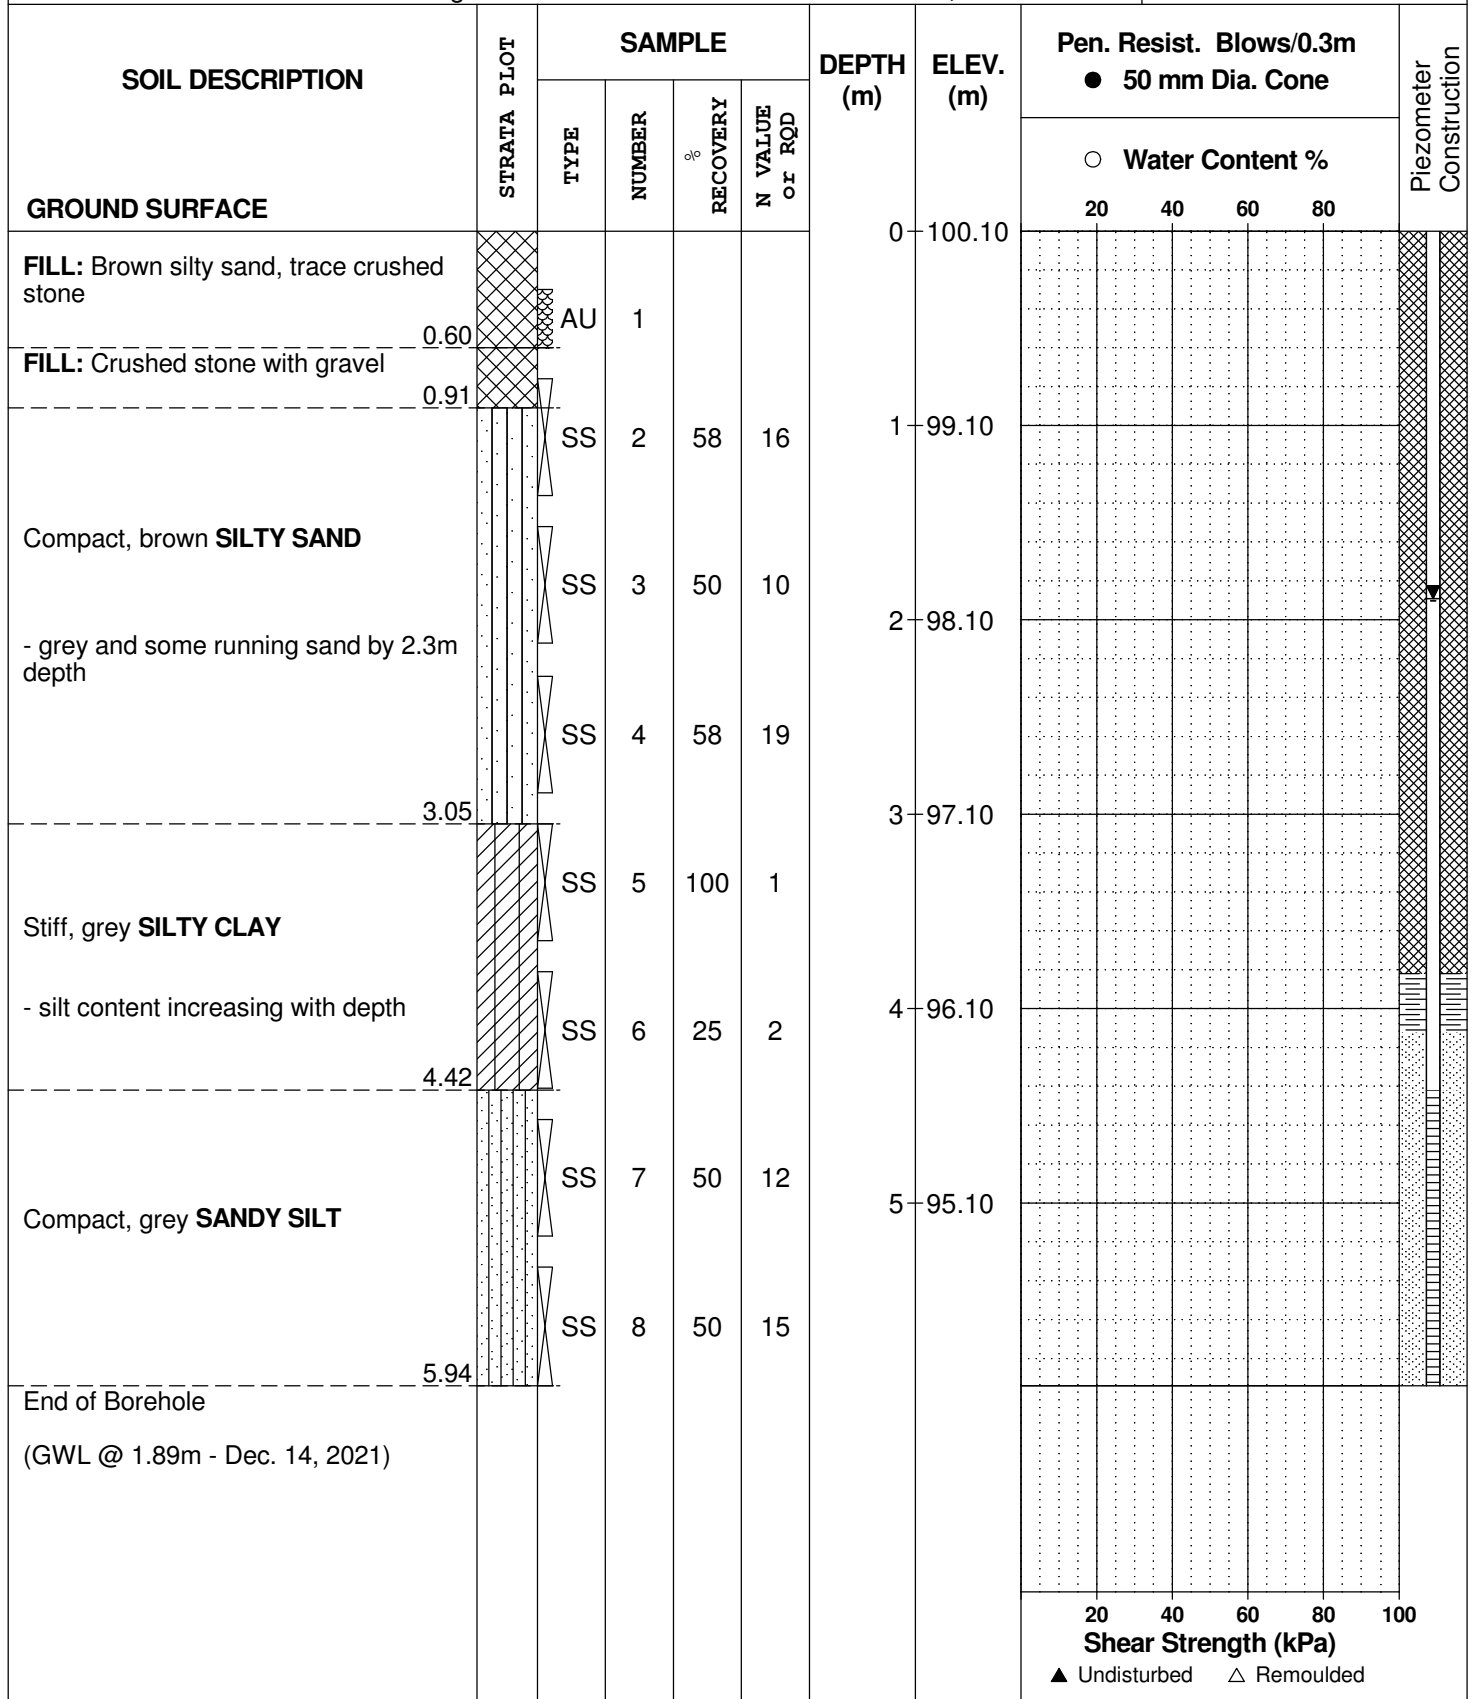 SOIL DESCRIPTION
GROUND SURFACE
STRATA PLOT
SAMPLE
TYPE
NUMBER
%
RECOVERY
N VALUE
or RQD
DEPTH
(m)
ELEV.
(m)
Pen. Resist. Blows/0.3m
● 50 mm Dia. Cone
○ Water Content %
20 40 60 80
Piezometer
Construction
0 100.10
FILL: Brown silty sand, trace crushed
stone
0.60
AU 1
FILL: Crushed stone with gravel
0.91
SS 2 58 16
1 99.10
Compact, brown SILTY SAND
SS 3 50 10
2 98.10
- grey and some running sand by 2.3m
depth
SS 4 58 19
3.05
3 97.10
SS 5 100 1
Stiff, grey SILTY CLAY
- silt content increasing with depth
4 96.10
SS 6 25 2
4.42
SS 7 50 12
5 95.10
Compact, grey SANDY SILT
SS 8 50 15
5.94
End of Borehole
(GWL @ 1.89m - Dec. 14, 2021)
20 40 60 80 100
Shear Strength (kPa)
▲ Undisturbed △ Remoulded